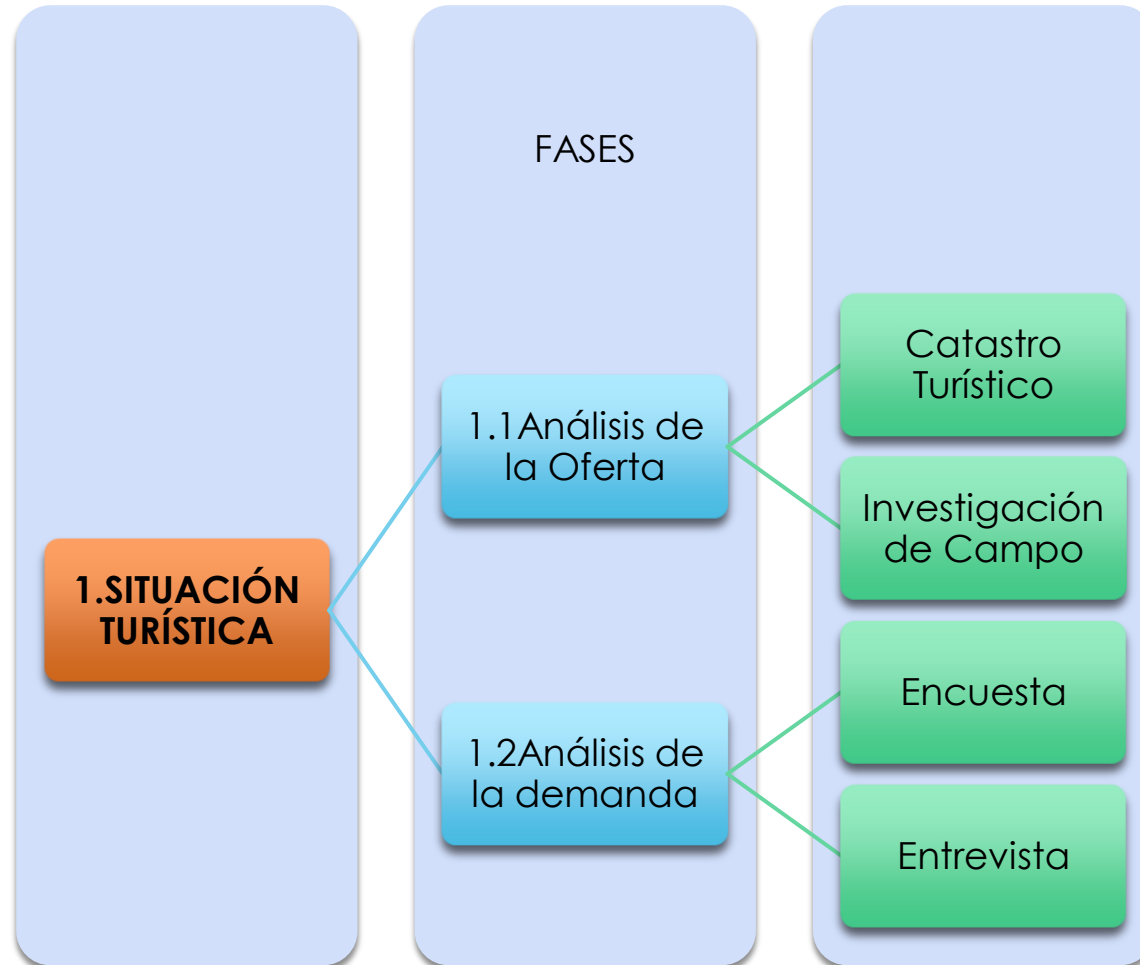 FASES
1.SITUACIÓN
TURÍSTICA
1.1Análisis de
la Oferta
1.2Análisis de
la demanda
Catastro
Turístico
Investigación
de Campo
Encuesta
Entrevista